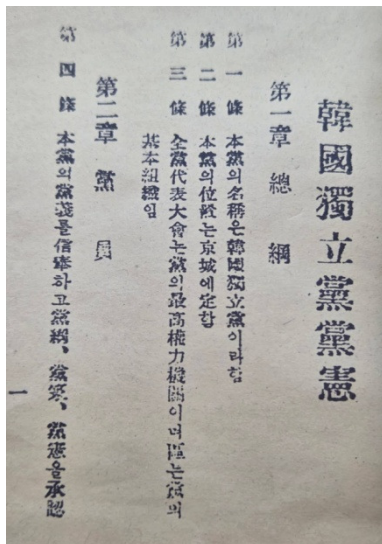 韓國獨立黨黨憲
第一章 總綱
第一條 本黨의名稱은韓國獨立黨이라함
第二條 本黨의位置는京城에定함
第三條 全黨代表大會는黨의最高權力機關이며區는黨의
基本組織임
第二章 黨員
第四條 本黨의黨義를信奉하고黨綱、黨策、黨憲을承認
一